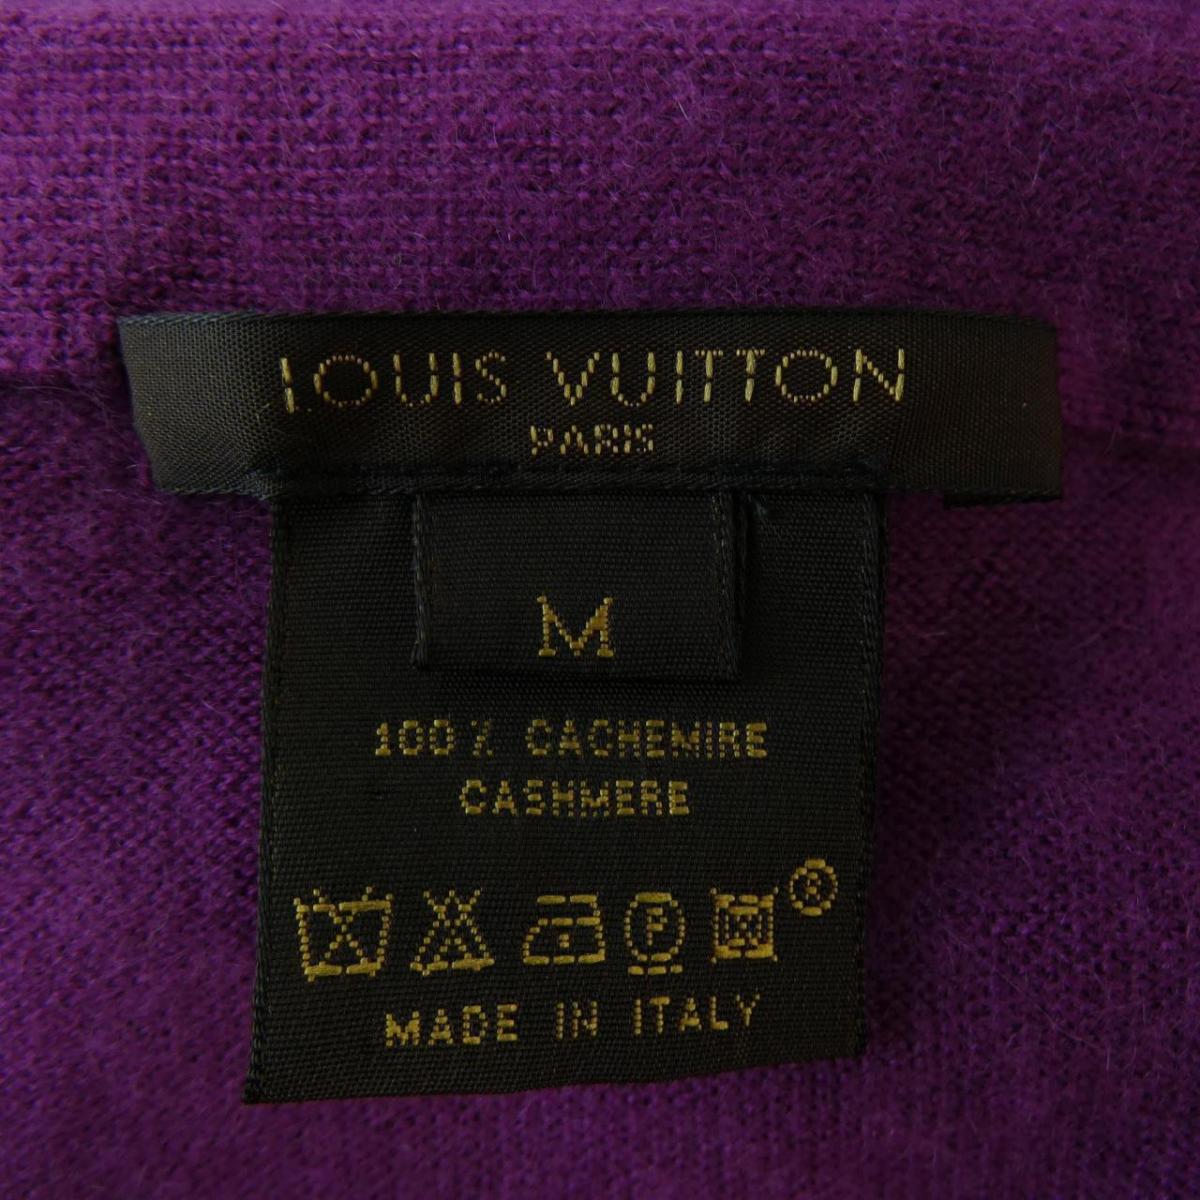 LOUIS VUITTON
PARIS
M
100% CACHEMIRE
CASHMERE
P ®
MADE IN ITALY